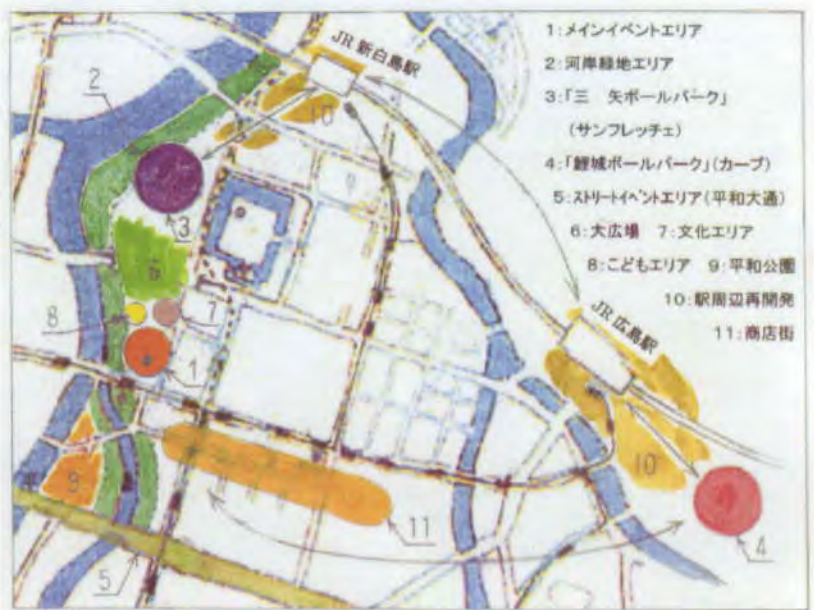 JR 新白島駅
1:メインイベントエリア
2:河岸緑地エリア
3:「三 矢ボールパーク」
(サンフレッチェ)
4:「鯉城ボールパーク」(カープ)
5:ストリートイベントエリア(平和大通)
6:大広場 7:文化エリア
8:こどもエリア 9:平和公園
10:駅周辺再開発
11:商店街
2
10
3
8
7
1
JR 広島駅
9
10
11
5
4